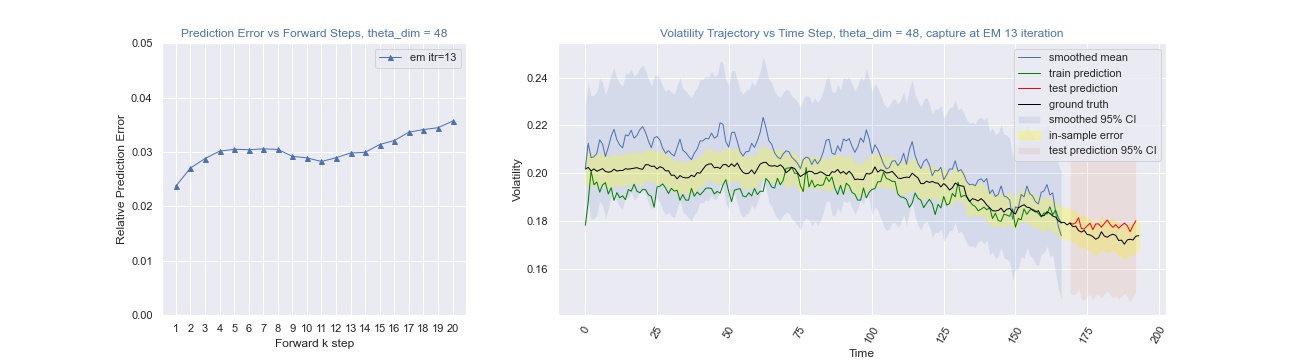 Prediction Error vs Forward Steps, theta_dim = 48
0.05
0.04
0.03
0.02
0.01
0.00
Relative Prediction Error
em itr=13
1 2 3 4 5 6 7 8 9 10 11 12 13 14 15 16 17 18 19 20
Forward k step
Volatility Trajectory vs Time Step, theta_dim = 48, capture at EM 13 iteration
0.24
0.22
0.20
0.18
0.16
Volatility
smoothed mean
train prediction
test prediction
ground truth
smoothed 95% CI
in-sample error
test prediction 95% CI
0 25 50 75 100 125 150 175 200
Time